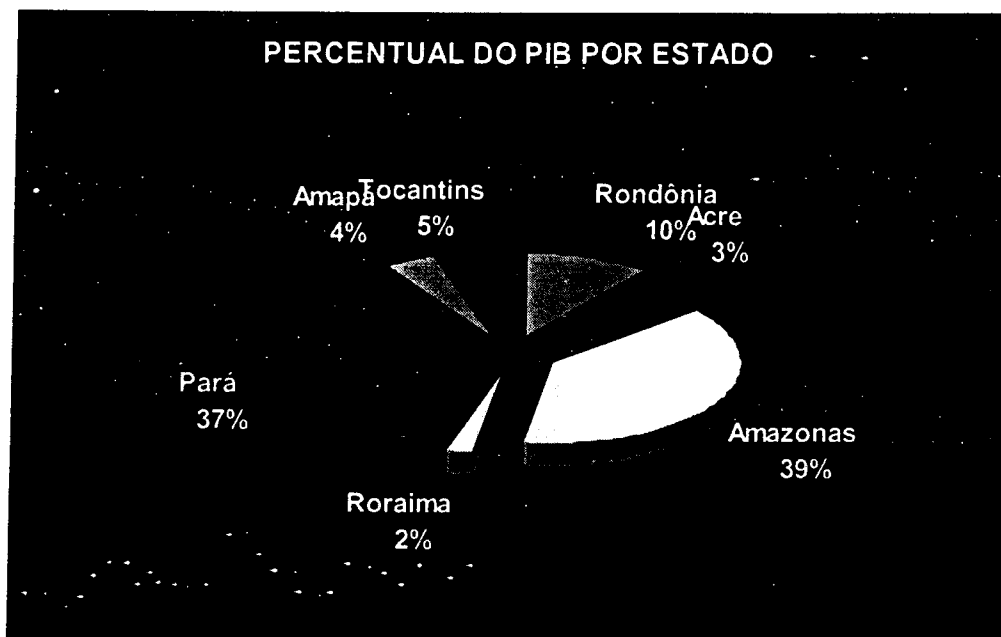 PERCENTUAL DO PIB POR ESTADO
Amapá
4%
Tocantins
5%
Rondônia
10%
Acre
3%
Pará
37%
Amazonas
39%
Roraima
2%